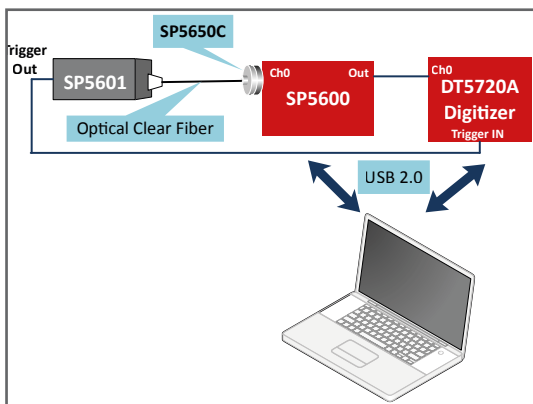 SP5650C
Trigger
Out
SP5601
Ch0
Out
SP5600
Ch0
DT5720A
Digitizer
Trigger IN
Optical Clear Fiber
USB 2.0